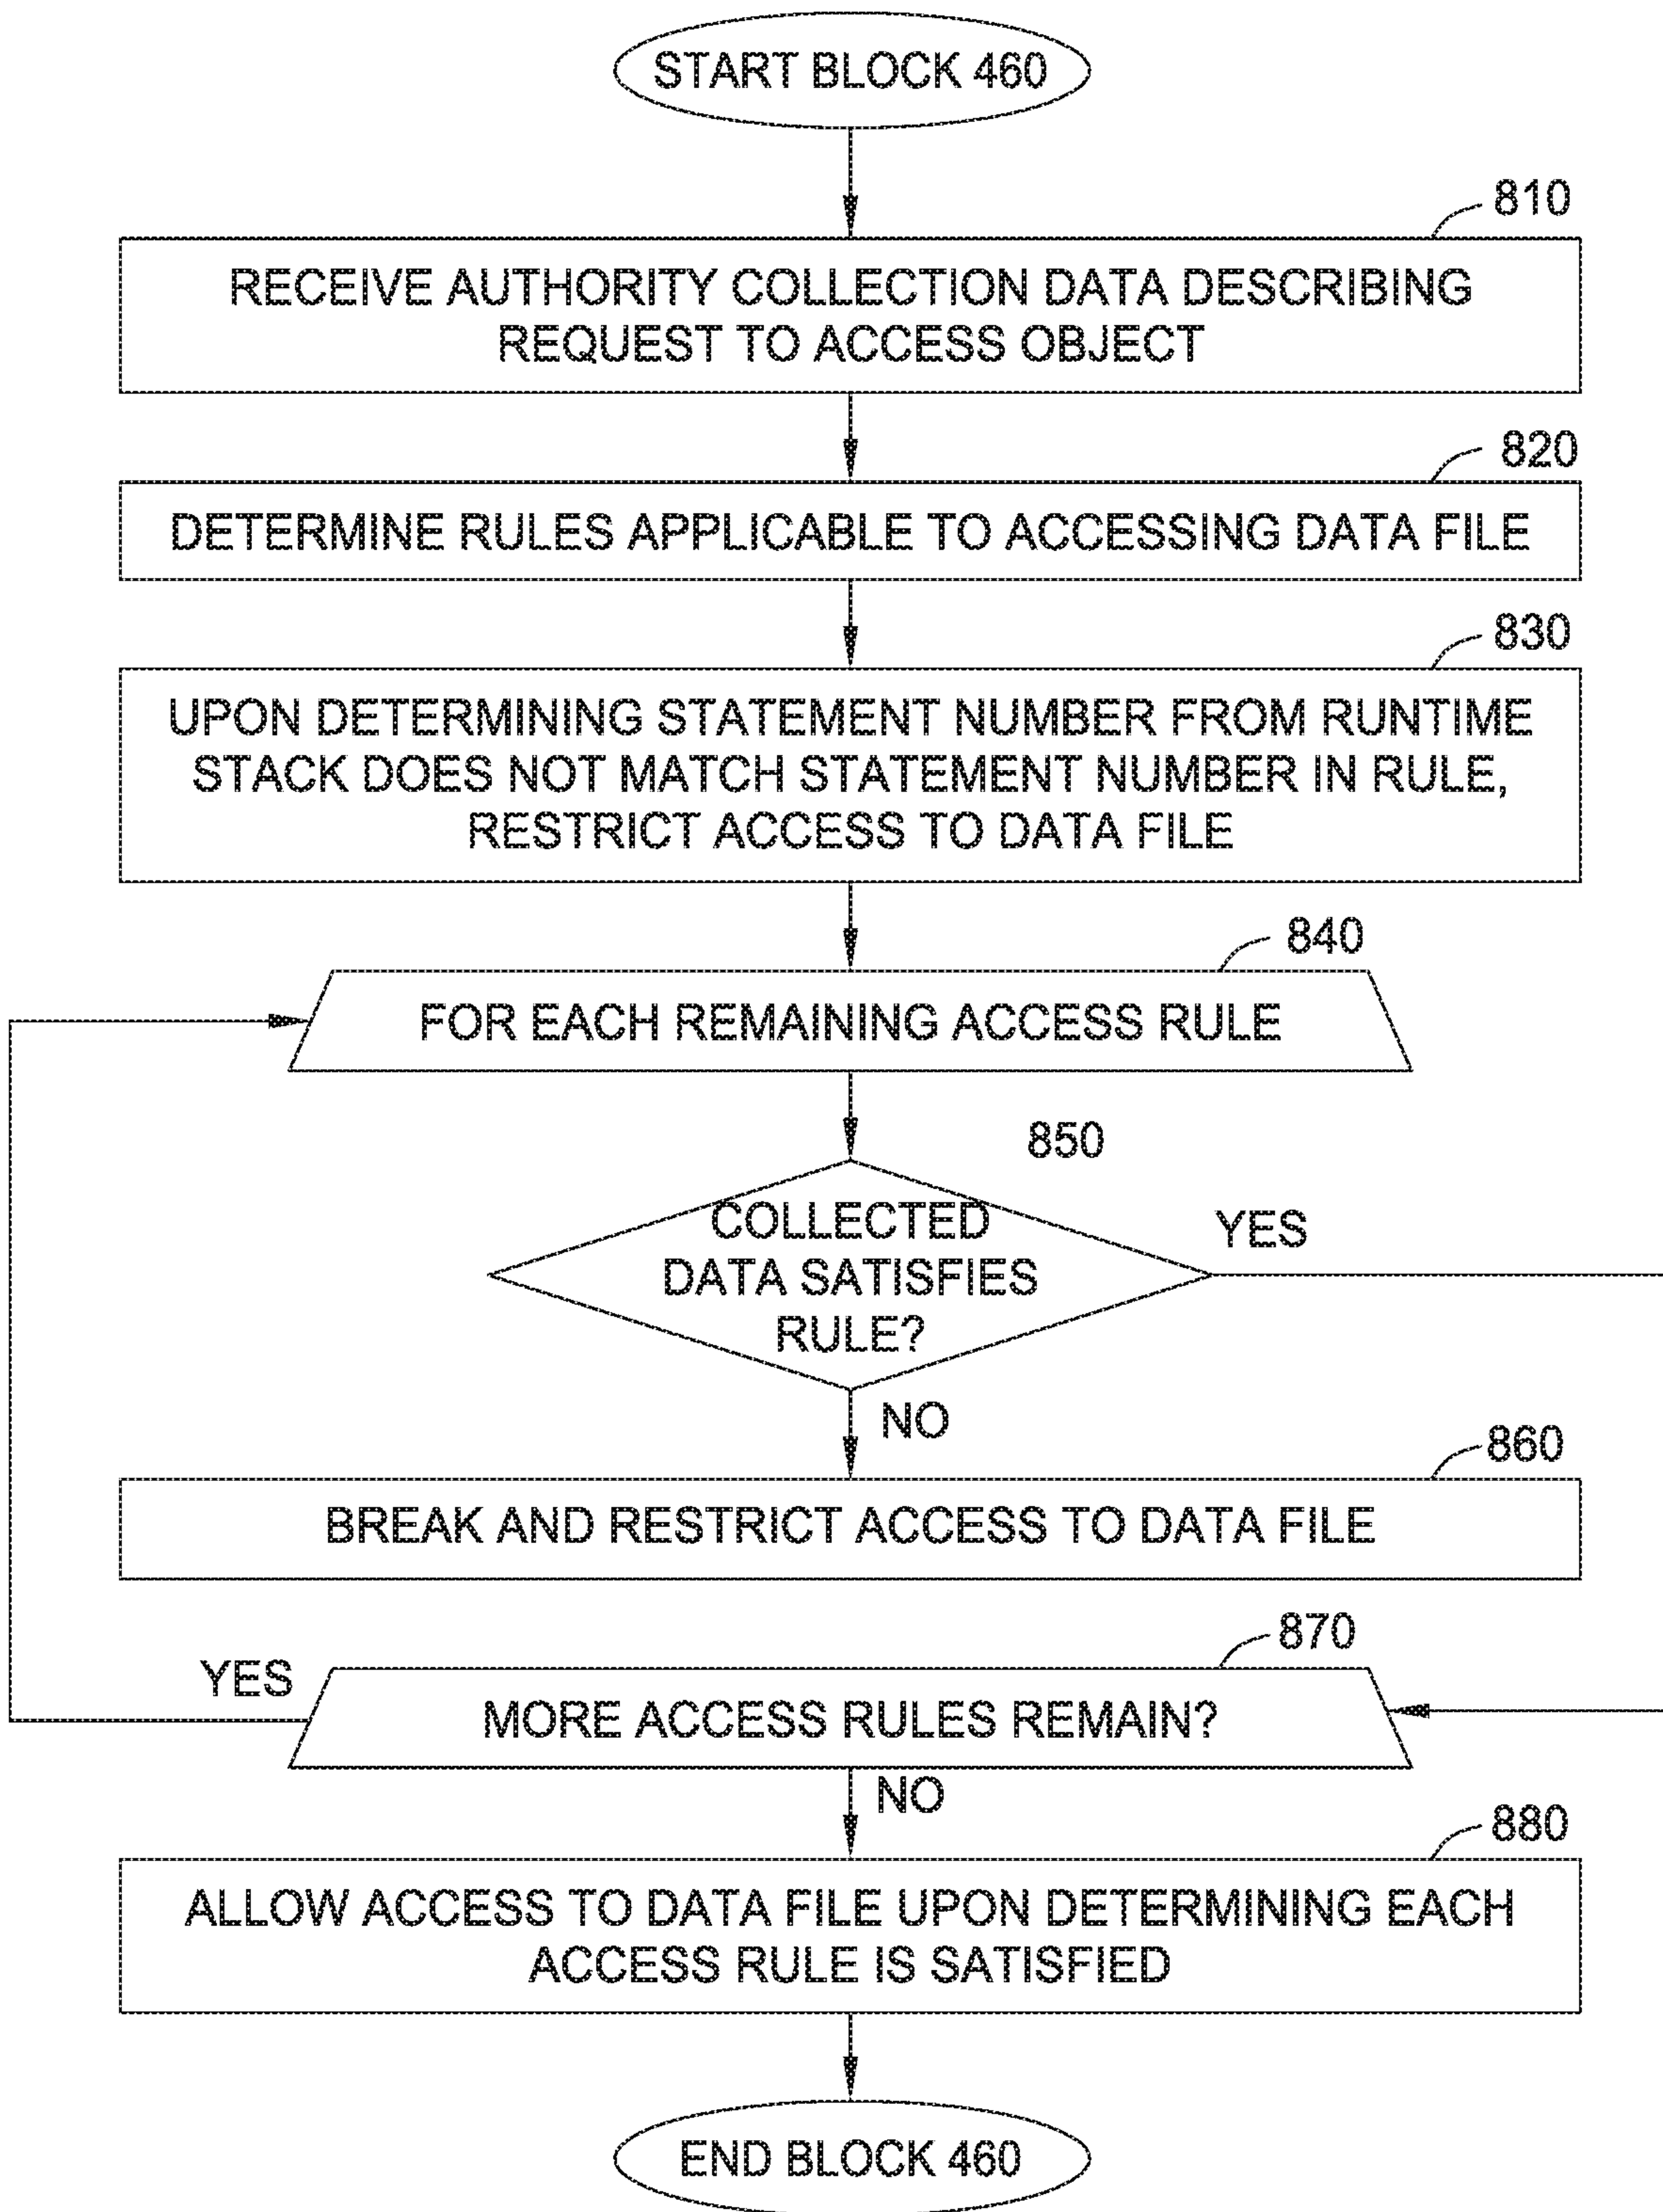 START BLOCK 460
810
RECEIVE AUTHORITY COLLECTION DATA DESCRIBING
REQUEST TO ACCESS OBJECT
820
DETERMINE RULES APPLICABLE TO ACCESSING DATA FILE
830
UPON DETERMINING STATEMENT NUMBER FROM RUNTIME
STACK DOES NOT MATCH STATEMENT NUMBER IN RULE,
RESTRICT ACCESS TO DATA FILE
840
FOR EACH REMAINING ACCESS RULE
850
COLLECTED
DATA SATISFIES
RULE?
YES
NO
860
BREAK AND RESTRICT ACCESS TO DATA FILE
870
YES
MORE ACCESS RULES REMAIN?
NO
880
ALLOW ACCESS TO DATA FILE UPON DETERMINING EACH
ACCESS RULE IS SATISFIED
END BLOCK 460